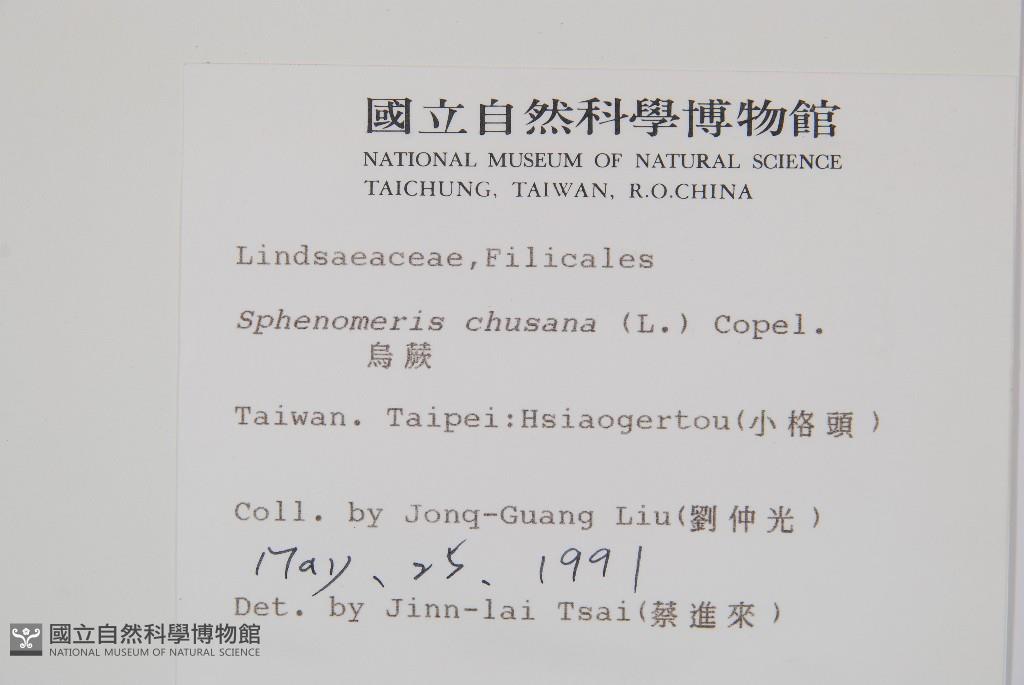 國立自然科學博物館
NATIONAL MUSEUM OF NATURAL SCIENCE
TAICHUNG, TAIWAN, R.O.CHINA
Lindsaeaceae,Filicales
Sphenomeris chusana (L.) Copel.
烏蕨
Taiwan. Taipei:Hsiaogertou(小格頭)
Coll. by Jonq-Guang Liu(劉仲光)
May、25、1991
Det. by Jinn-lai Tsai(蔡進來)
國立自然科學博物館
NATIONAL MUSEUM OF NATURAL SCIENCE